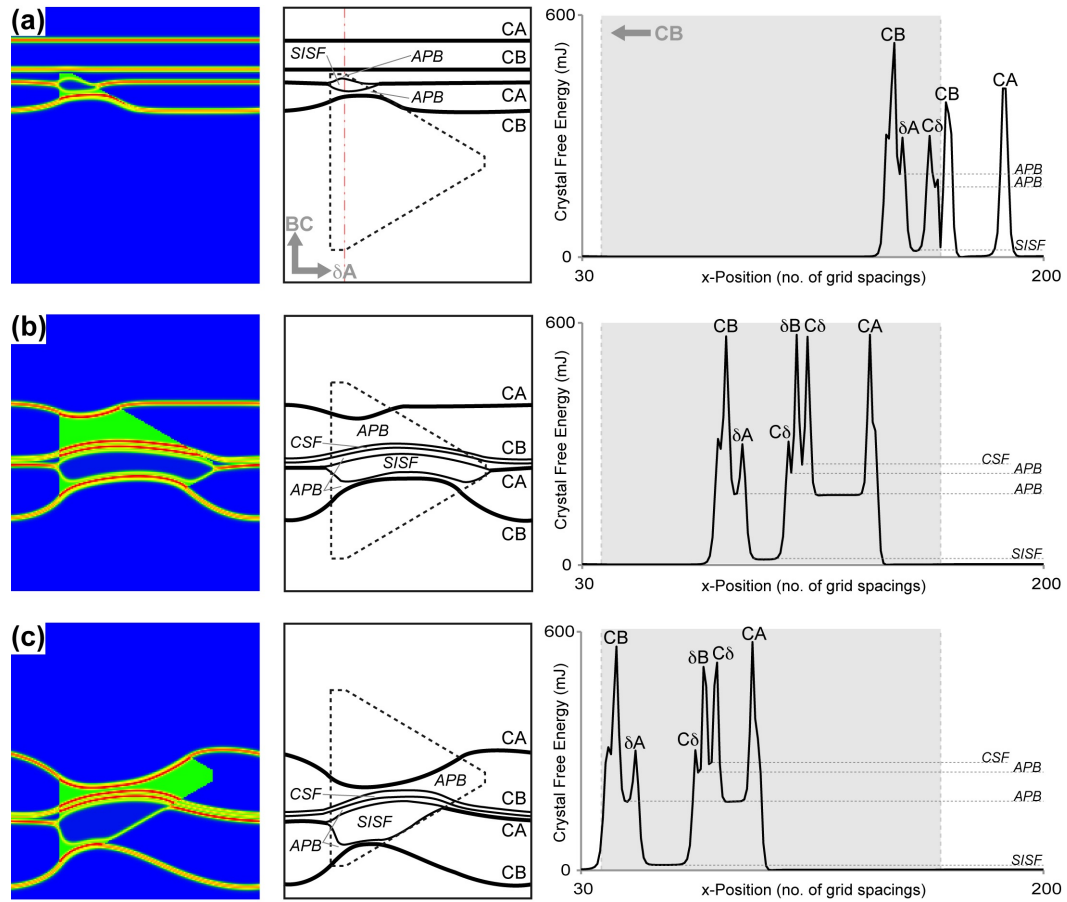 (a)
CA
CB
SISF
APB
APB
CA
CB
BC
δA
600
Crystal Free Energy (mJ)
0
30
x-Position (no. of grid spacings)
200
CB
CB
δA
Cδ
CB
CA
APB
APB
SISF
(b)
CA
APB
CSF
CB
SISF
APB
CA
CB
600
Crystal Free Energy (mJ)
0
30
x-Position (no. of grid spacings)
200
CB
δA
Cδ
δB
Cδ
CA
CSF
APB
APB
SISF
(c)
CA
APB
CSF
CB
SISF
CA
APB
CB
600
Crystal Free Energy (mJ)
0
30
x-Position (no. of grid spacings)
200
CB
δA
Cδ
δB
Cδ
CA
CSF
APB
APB
SISF